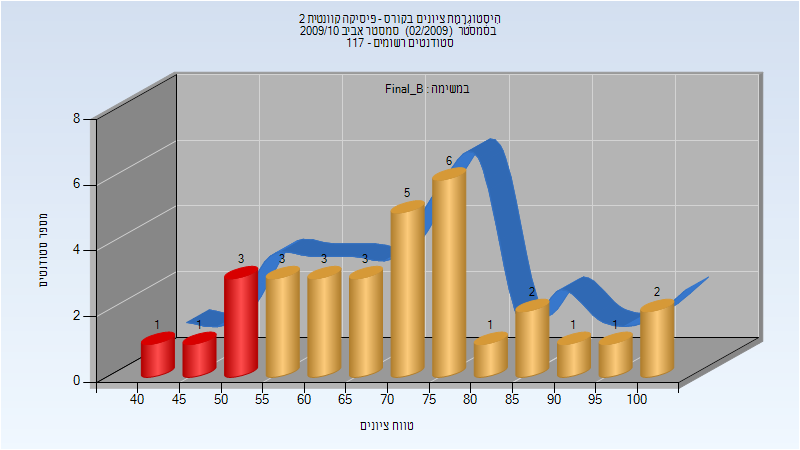 היסטוגרמת ציונים בקורס - פיסיקה קוונטית 2
בסמסטר (02/2009) סמסטר אביב 2009/10
סטודנטים רשומים - 117
במשימה : Final_B
מספר סטודנטים
8
6
4
2
0
1
1
3
3
3
3
5
6
1
2
1
1
2
40 45 50 55 60 65 70 75 80 85 90 95 100
טווח ציונים